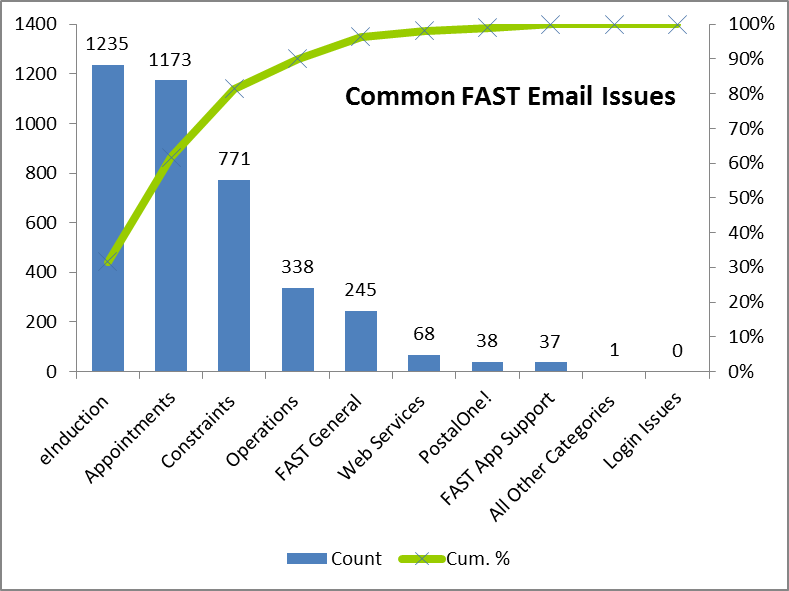 Common FAST Email Issues
1400
1200
1000
800
600
400
200
0
1235
1173
771
338
245
68
38
37
1
0
100%
90%
80%
70%
60%
50%
40%
30%
20%
10%
0%
eInduction
Appointments
Constraints
Operations
FAST General
Web Services
PostalOne!
FAST App Support
All Other Categories
Login Issues
Count
Cum. %